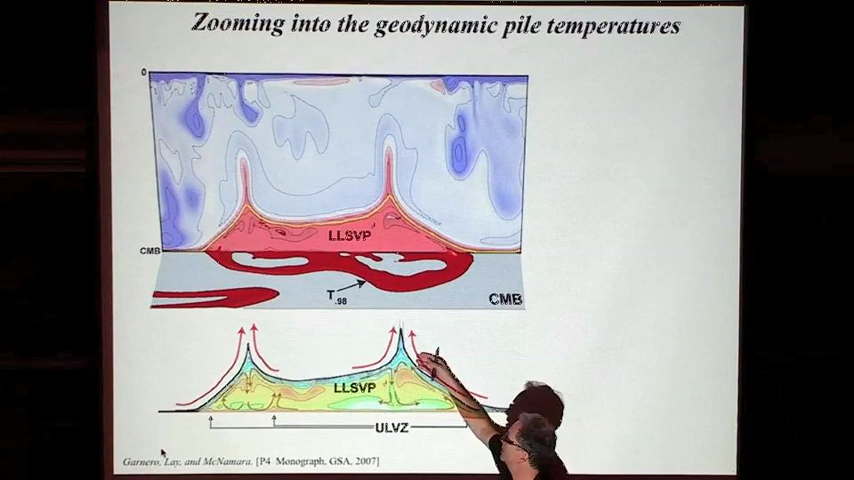 Zooming into the geodynamic pile temperatures
0
LLSVP
CMB
T.98
CMB
LLSVP
ULVZ
Garnero, Lay, and McNamara. [P4 Monograph, GSA, 2007]